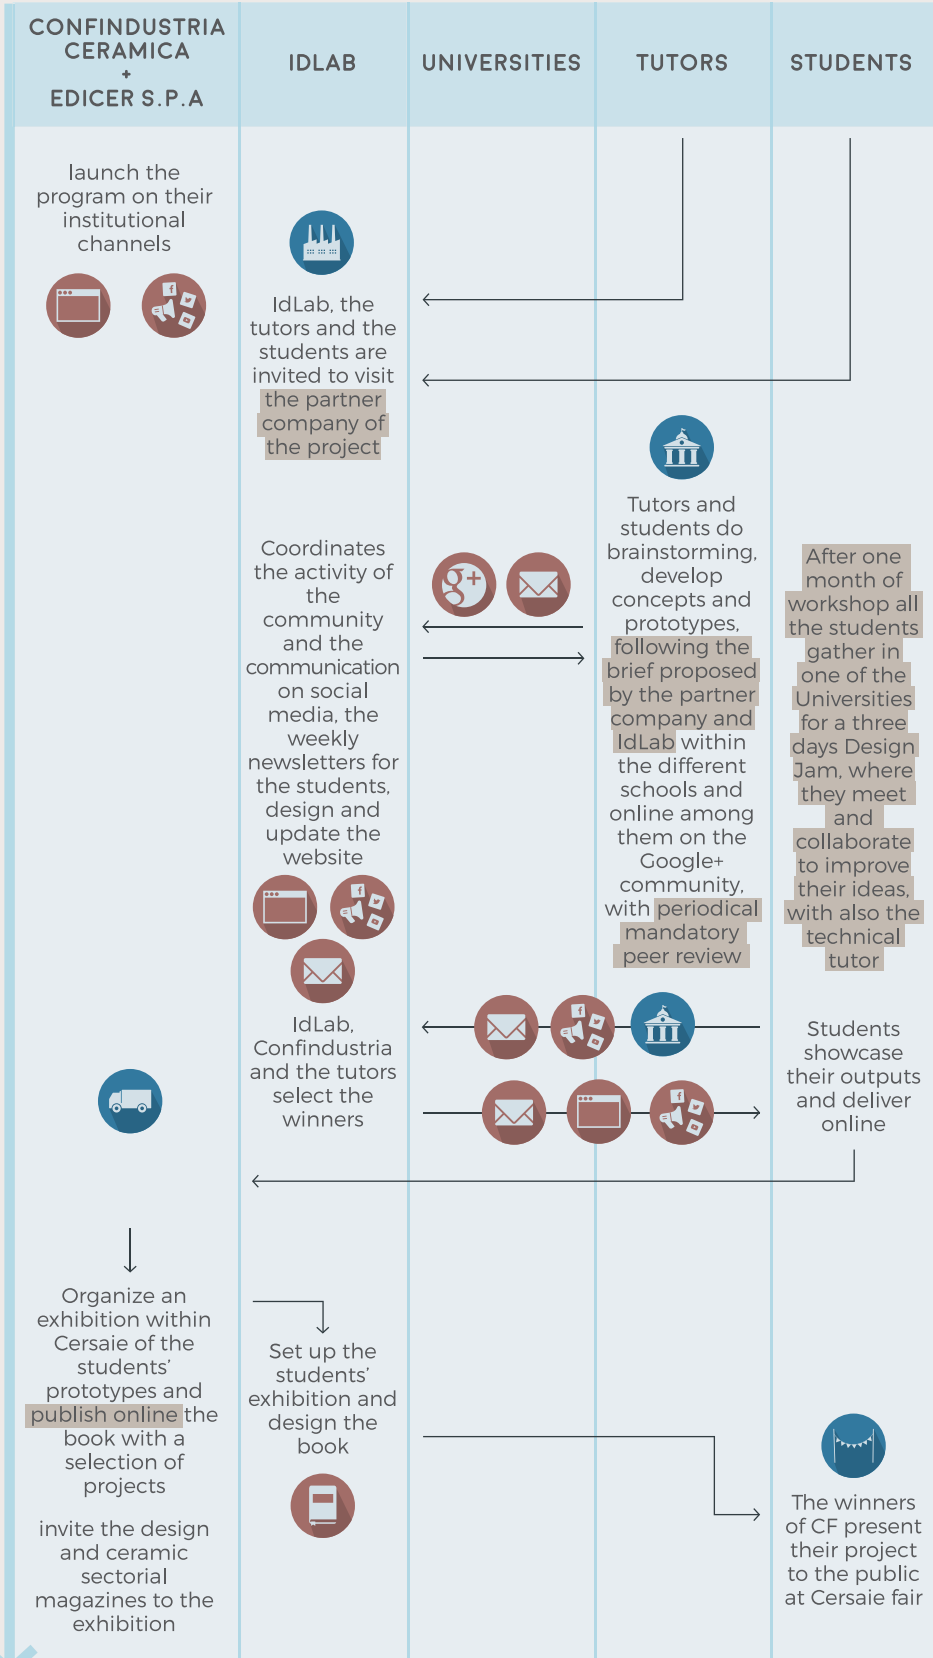 CONFINDUSTRIA
CERAMICA
+
EDICER S.P.A
IDLAB
UNIVERSITIES
TUTORS
STUDENTS
launch the
program on their
institutional
channels
IdLab, the
tutors and the
students are
invited to visit
the partner
company of
the project
Coordinates
the activity of
the
community
and the
communication
on social
media, the
weekly
newsletters for
the students,
design and
update the
website
g+
Tutors and
students do
brainstorming,
develop
concepts and
prototypes,
following the
brief proposed
by the partner
company and
IdLab within
the different
schools and
online among
them on the
Google+
community,
with periodical
mandatory
peer review
After one
month of
workshop all
the students
gather in
one of the
Universities
for a three
days Design
Jam, where
they meet
and
collaborate
to improve
their ideas,
with also the
technical
tutor
IdLab,
Confindustria
and the tutors
select the
winners
Students
showcase
their outputs
and deliver
online
Organize an
exhibition within
Cersaie of the
students'
prototypes and
publish online the
book with a
selection of
projects
invite the design
and ceramic
sectorial
magazines to the
exhibition
Set up the
students'
exhibition and
design the
book
The winners
of CF present
their project
to the public
at Cersaie fair